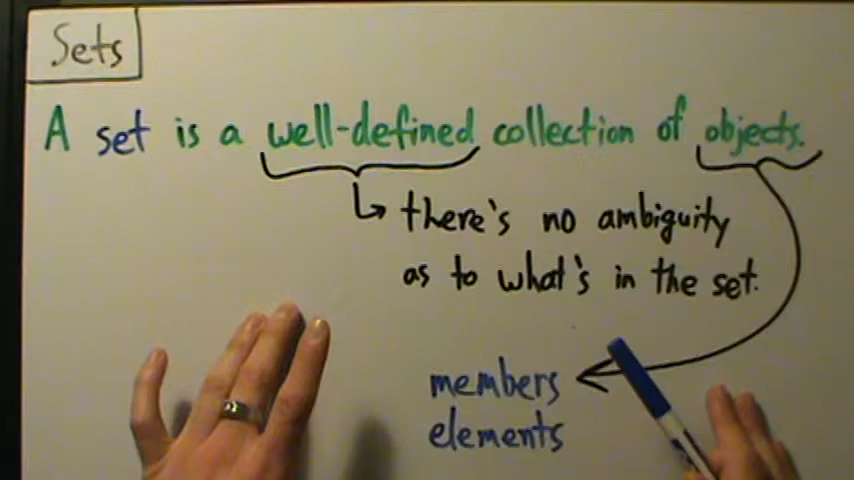 Sets
A set is a well-defined collection of objects.
there's no ambiguity
as to what's in the set.
members
elements